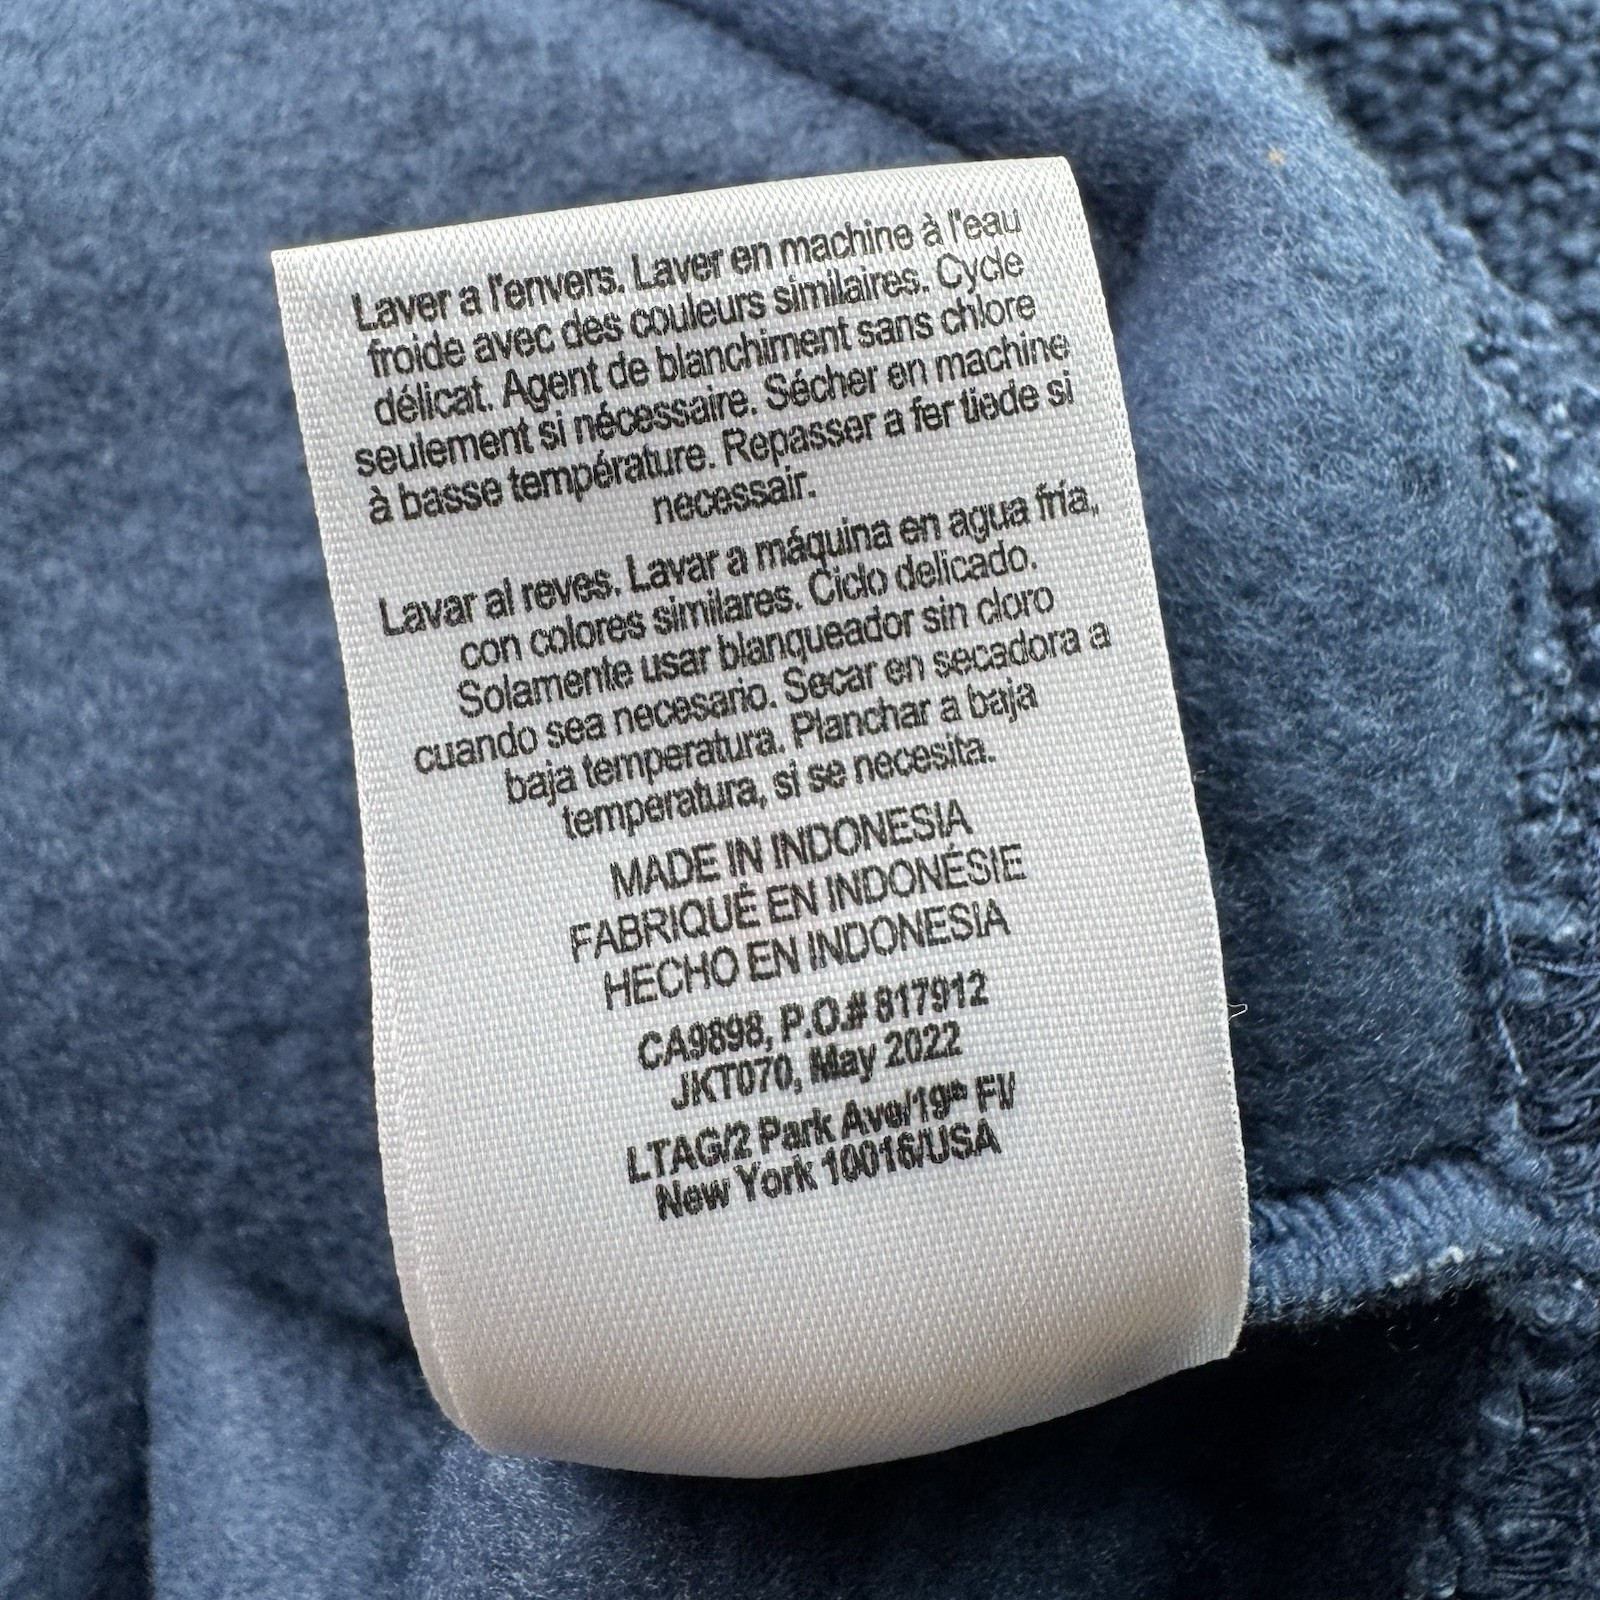 Laver a l'envers. Laver en machine à l'eau
froide avec des couleurs similaires. Cycle
délicat. Agent de blanchiment sans chlore
seulement si nécessaire. Sécher en machine
à basse température. Repasser a fer tiede si
necessair.
Lavar al reves. Lavar a máquina en agua fría,
con colores similares. Ciclo delicado.
Solamente usar blanqueador sin cloro
cuando sea necesario. Secar en secadora a
baja temperatura. Planchar a baja
temperatura, si se necesita.
MADE IN INDONESIA
FABRIQUÉ EN INDONÉSIE
HECHO EN INDONESIA
CA9898, P.O.# 817912
JKT070, May 2022
LTAG/2 Park Ave/19th Fl/
New York 10016/USA